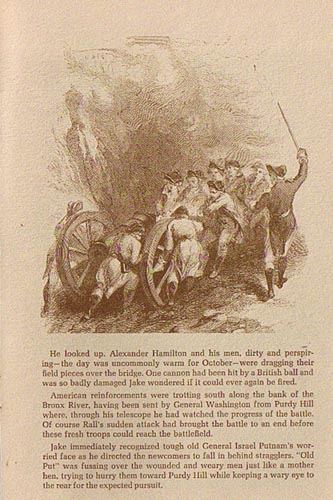 He looked up. Alexander Hamilton and his men, dirty and perspir-
ing—the day was uncommonly warm for October—were dragging their
field pieces over the bridge. One cannon had been hit by a British ball and
was so badly damaged Jake wondered if it could ever again be fired.
American reinforcements were trotting south along the bank of the
Bronx River, having been sent by General Washington from Purdy Hill
where, through his telescope he had watched the progress of the battle.
Of course Rall's sudden attack had brought the battle to an end before
these fresh troops could reach the battlefield.
Jake immediately recognized tough old General Israel Putnam's wor-
ried face as he directed the newcomers to fall in behind stragglers. "Old
Put" was fussing over the wounded and weary men just like a mother
hen, trying to hurry them toward Purdy Hill while keeping a wary eye to
the rear for the expected pursuit.